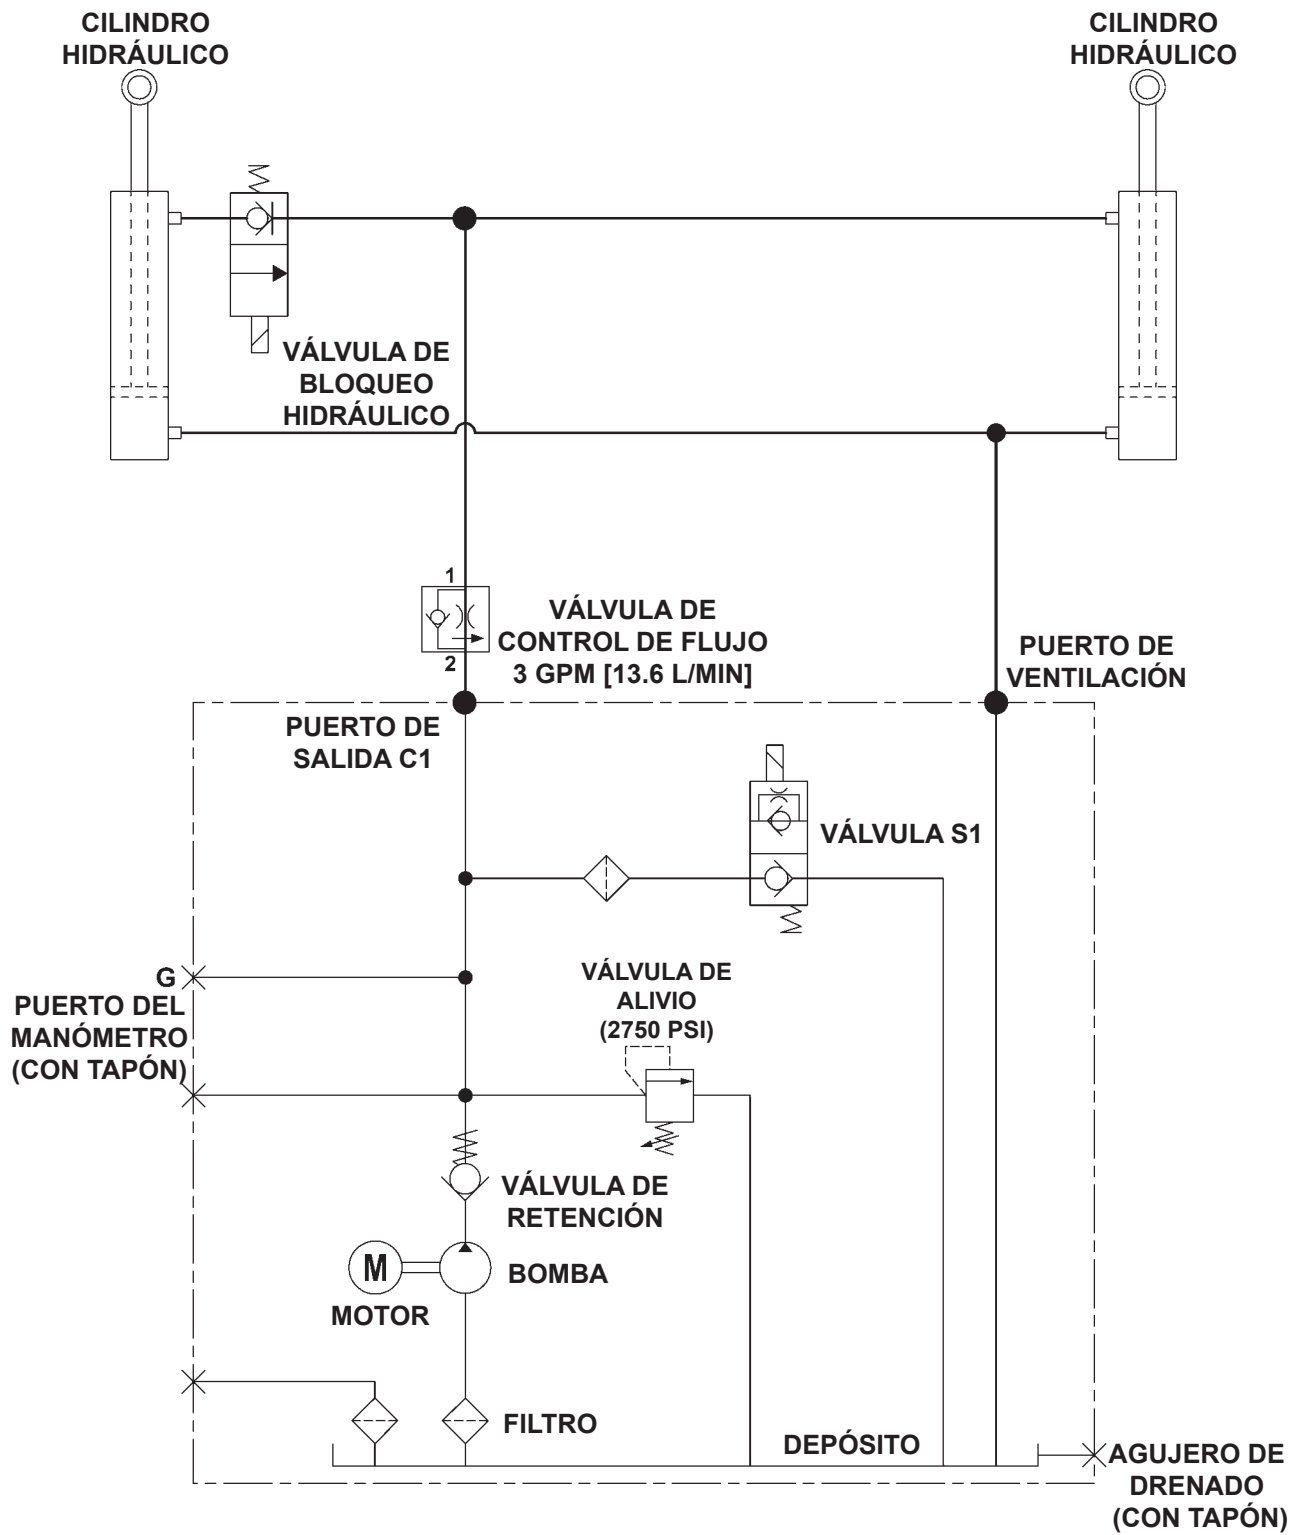 CILINDRO
HIDRÁULICO
CILINDRO
HIDRÁULICO
VÁLVULA DE
BLOQUEO
HIDRÁULICO
1
2
VÁLVULA DE
CONTROL DE FLUJO
3 GPM [13.6 L/MIN]
PUERTO DE
VENTILACIÓN
PUERTO DE
SALIDA C1
VÁLVULA S1
G
PUERTO DEL
MANÓMETRO
(CON TAPÓN)
VÁLVULA DE
ALIVIO
(2750 PSI)
VÁLVULA DE
RETENCIÓN
M
MOTOR
BOMBA
FILTRO
DEPÓSITO
AGUJERO DE
DRENADO
(CON TAPÓN)